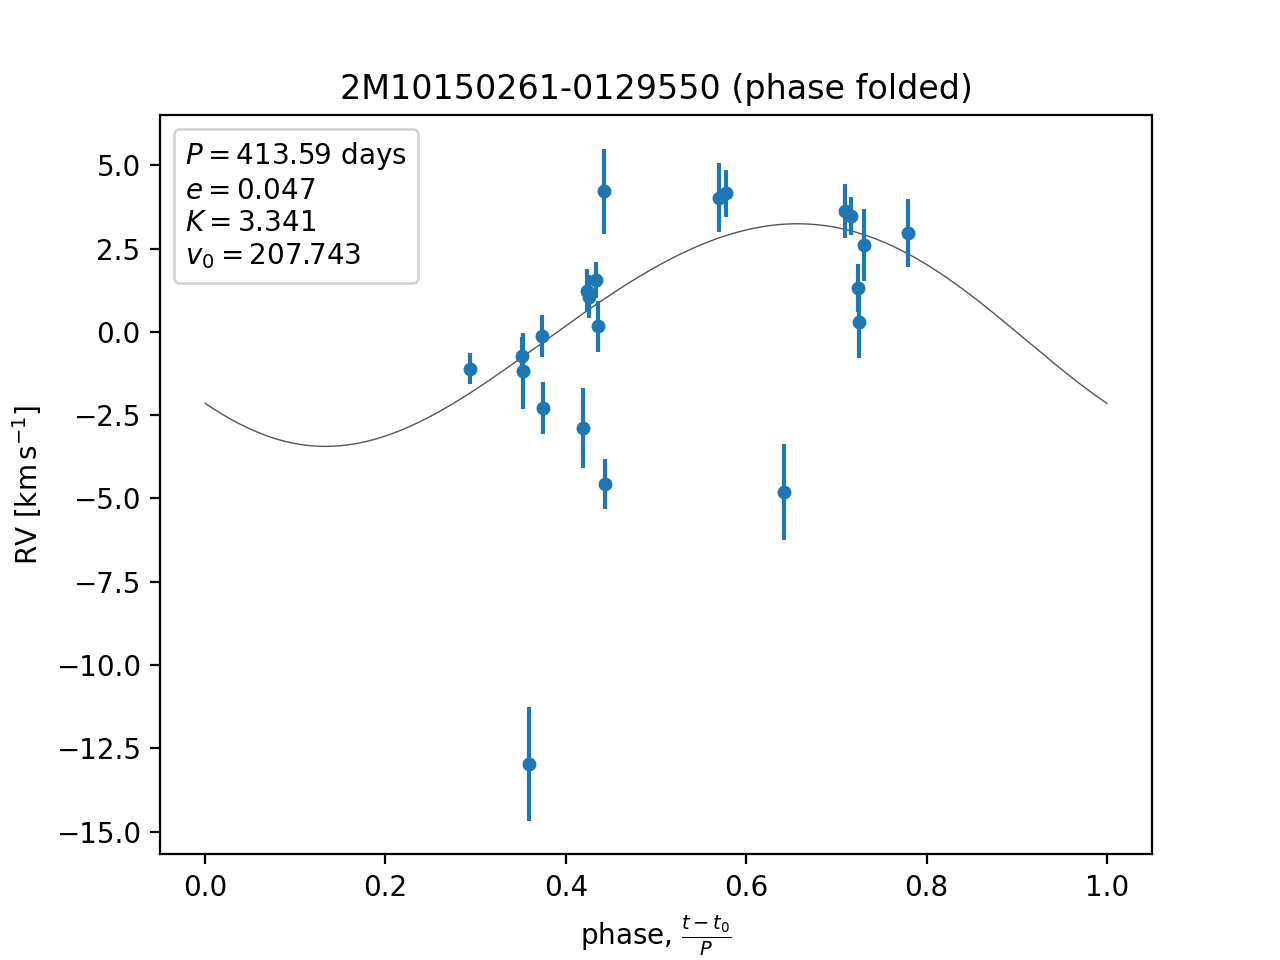 2M10150261-0129550 (phase folded)
P = 413.59 days
e = 0.047
K = 3.341
v₀ = 207.743
5.0
2.5
0.0
−2.5
−5.0
−7.5
−10.0
−12.5
−15.0
RV [km s⁻¹]
0.0 0.2 0.4 0.6 0.8 1.0
phase, (t − t₀)/P